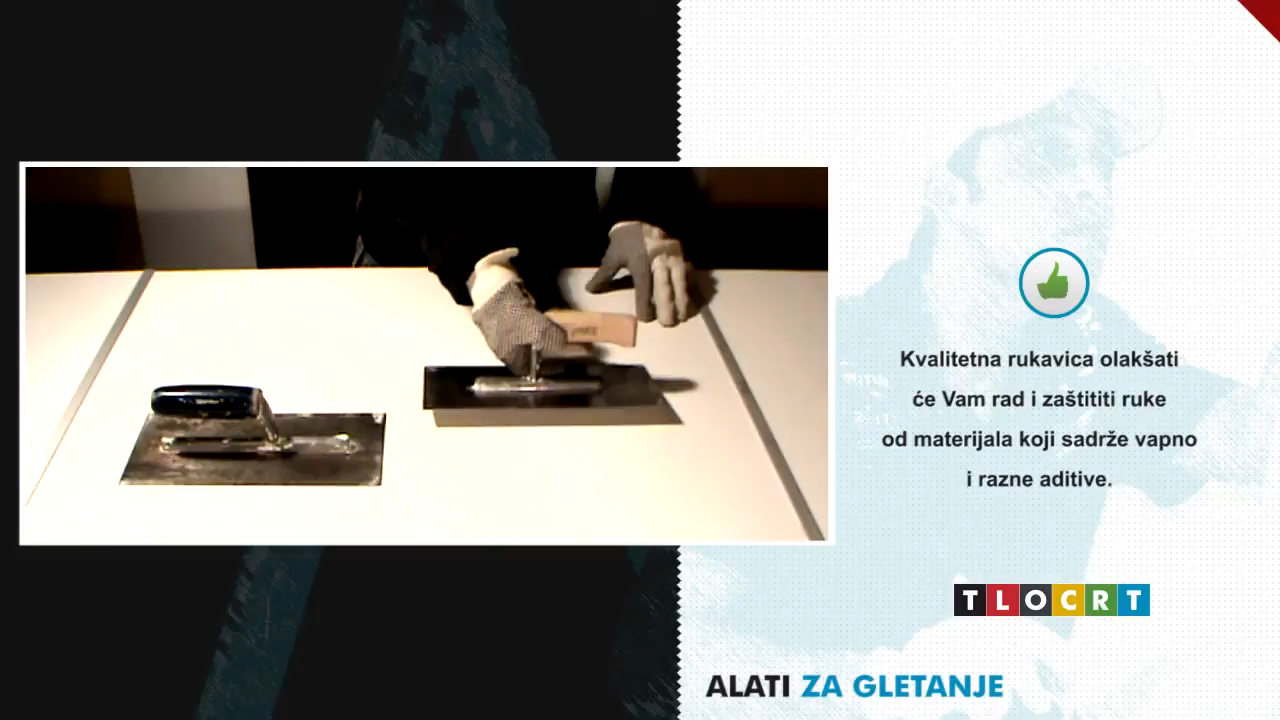 Kvalitetna rukavica olakšati
će Vam rad i zaštititi ruke
od materijala koji sadrže vapno
i razne aditive.
TLOCRT
ALATI ZA GLETANJE